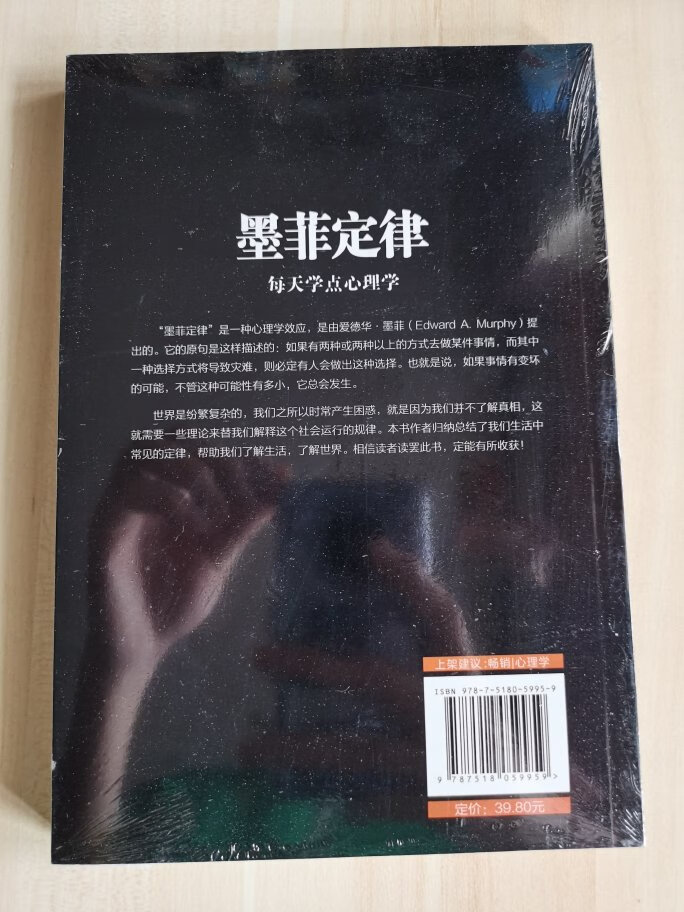 墨菲定律
每天学点心理学
“墨菲定律”是一种心理学效应，是由爱德华·墨菲（Edward A. Murphy）提
出的。它的原句是这样描述的：如果有两种或两种以上的方式去做某件事情，而其中
一种选择方式将导致灾难，则必定有人会做出这种选择。也就是说，如果事情有变坏
的可能，不管这种可能性有多小，它总会发生。
世界是纷繁复杂的，我们之所以时常产生困惑，就是因为我们并不了解真相，这
就需要一些理论来替我们解释这个社会运行的规律。本书作者归纳总结了我们生活中
常见的定律，帮助我们了解生活，了解世界。相信读者读罢此书，定能有所收获！
上架建议：畅销|心理学
ISBN 978-7-5180-5995-9
9 787518 059959 >
定价：39.80元